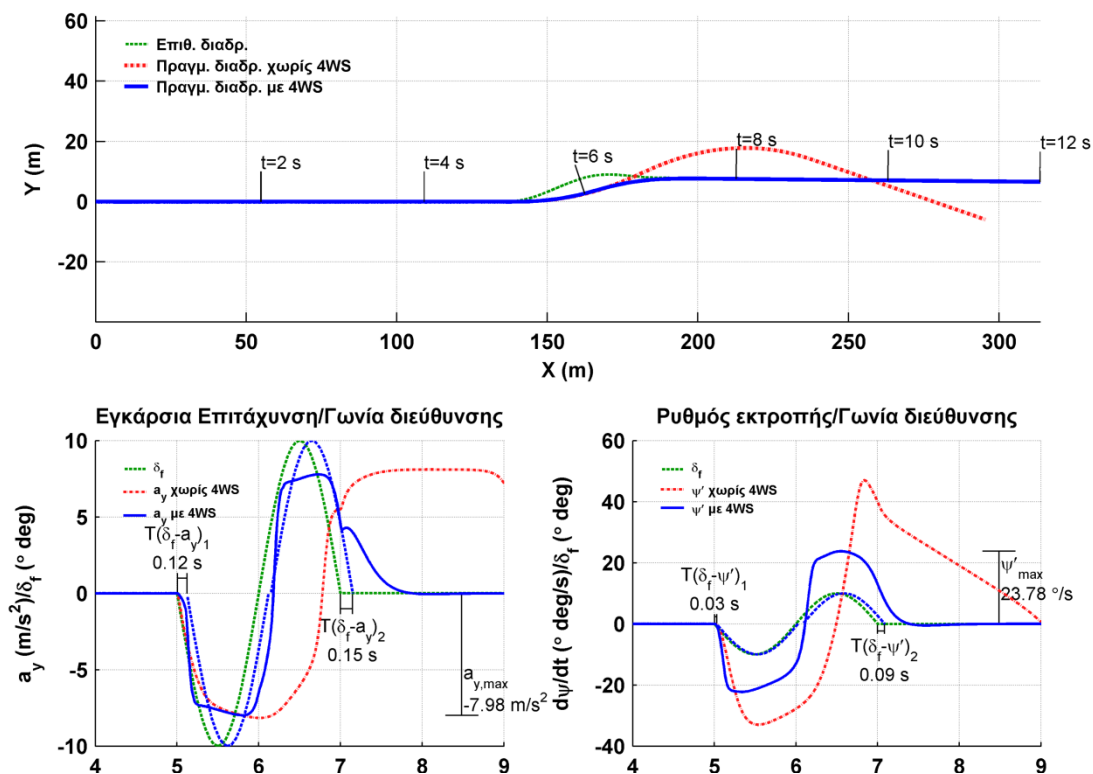 60
40
20
0
-20
Y (m)
Επιθ. διαδρ.
Πραγμ. διαδρ. χωρίς 4WS
Πραγμ. διαδρ. με 4WS
t=2 s
t=4 s
t=6 s
t=8 s
t=10 s
t=12 s
0 50 100 150 200 250 300
X (m)
Εγκάρσια Επιτάχυνση/Γωνία διεύθυνσης
10
5
0
-5
-10
a_y (m/s²)/δ_f (° deg)
δ_f
a_y χωρίς 4WS
a_y με 4WS
T(δ_f-a_y)_1
0.12 s
T(δ_f-a_y)_2
0.15 s
a_y,max
-7.98 m/s²
4 5 6 7 8 9
Ρυθμός εκτροπής/Γωνία διεύθυνσης
60
40
20
0
-20
-40
dψ/dt (° deg/s)/δ_f (° deg)
δ_f
ψ' χωρίς 4WS
ψ' με 4WS
T(δ_f-ψ')_1
0.03 s
T(δ_f-ψ')_2
0.09 s
ψ'_max
23.78 °/s
4 5 6 7 8 9